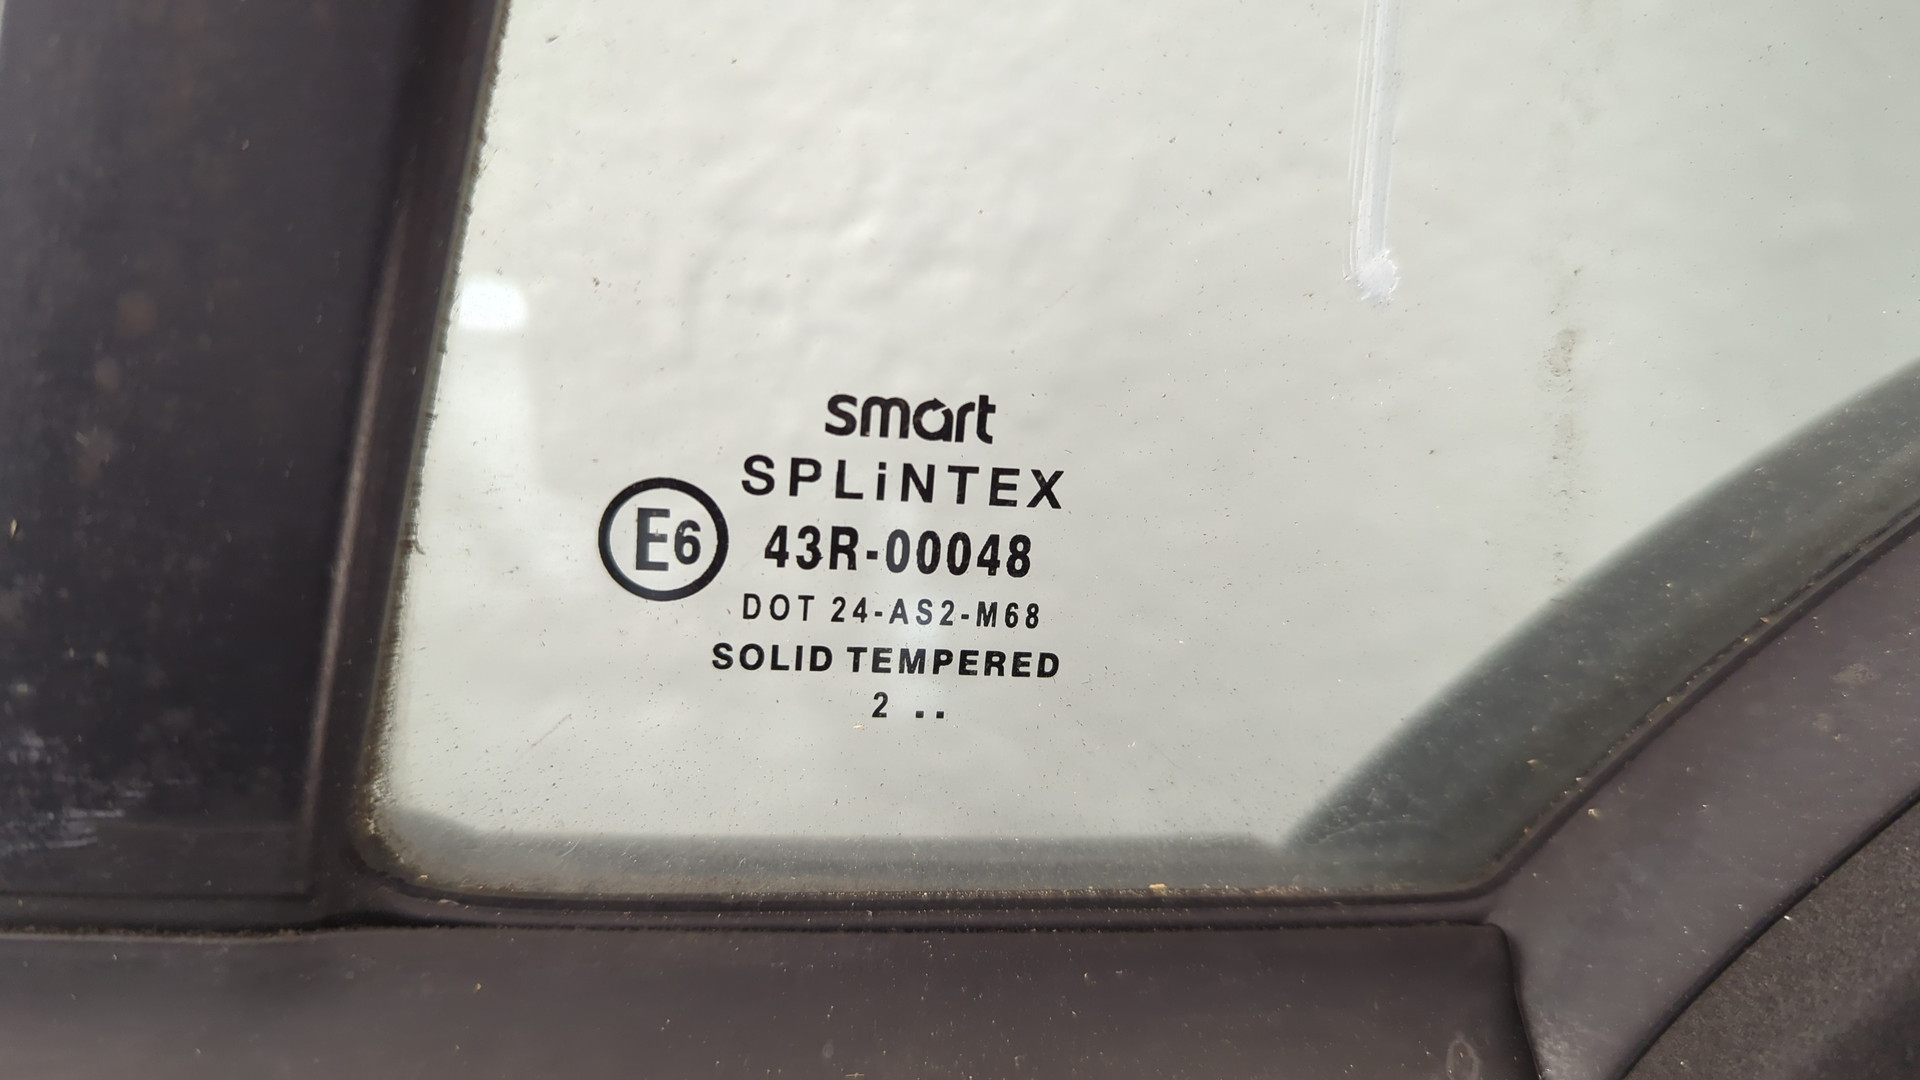 smart
SPLiNTEX
E6 43R-00048
DOT 24-AS2-M68
SOLID TEMPERED
2 ..